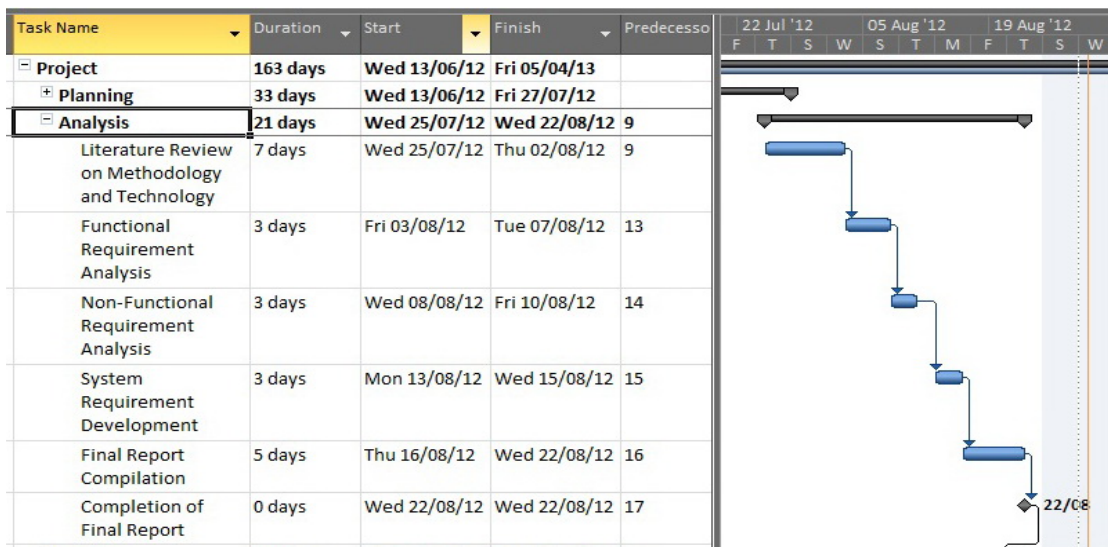 Task Name Duration Start Finish Predecesso 22 Jul '12 05 Aug '12 19 Aug '12
F T S W S T M F T S W
Project 163 days Wed 13/06/12 Fri 05/04/13
Planning 33 days Wed 13/06/12 Fri 27/07/12
Analysis 21 days Wed 25/07/12 Wed 22/08/12 9
Literature Review 7 days Wed 25/07/12 Thu 02/08/12 9
on Methodology
and Technology
Functional 3 days Fri 03/08/12 Tue 07/08/12 13
Requirement
Analysis
Non-Functional 3 days Wed 08/08/12 Fri 10/08/12 14
Requirement
Analysis
System 3 days Mon 13/08/12 Wed 15/08/12 15
Requirement
Development
Final Report 5 days Thu 16/08/12 Wed 22/08/12 16
Compilation
Completion of 0 days Wed 22/08/12 Wed 22/08/12 17
Final Report
22/08